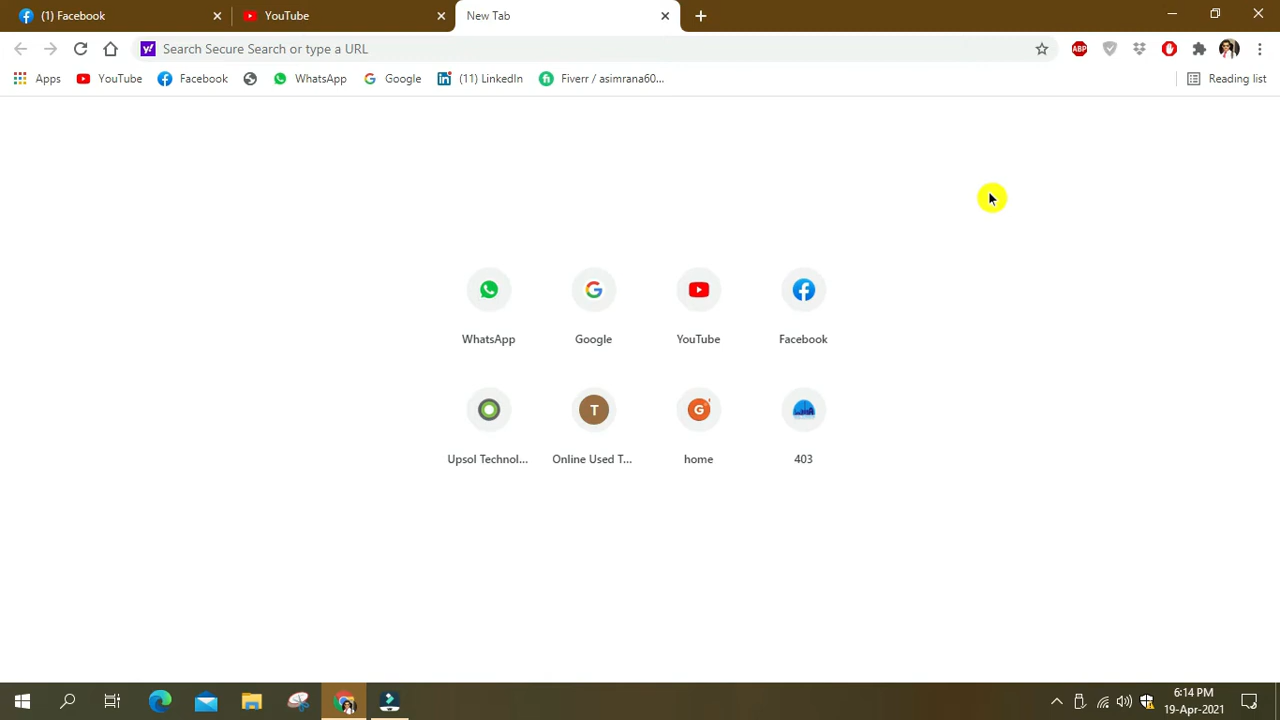 (1) Facebook
YouTube
New Tab
y! Search Secure Search or type a URL
ABP
Apps
YouTube
Facebook
WhatsApp
Google
(11) LinkedIn
Fiverr / asimrana60...
Reading list
WhatsApp
Google
YouTube
Facebook
T
G
Upsol Technol...
Online Used T...
home
403
6:14 PM
19-Apr-2021